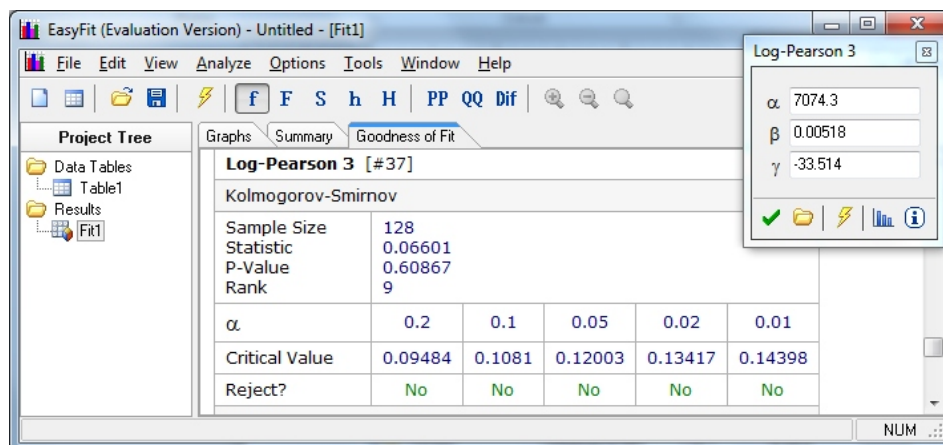 EasyFit (Evaluation Version) - Untitled - [Fit1]
File Edit View Analyze Options Tools Window Help
f F S h H PP QQ Dif
Project Tree
Data Tables
Table1
Results
Fit1
Graphs Summary Goodness of Fit
Log-Pearson 3 [#37]
Kolmogorov-Smirnov
Sample Size 128
Statistic 0.06601
P-Value 0.60867
Rank 9
α 0.2 0.1 0.05 0.02 0.01
Critical Value 0.09484 0.1081 0.12003 0.13417 0.14398
Reject? No No No No No
Log-Pearson 3
α 7074.3
β 0.00518
γ -33.514
NUM